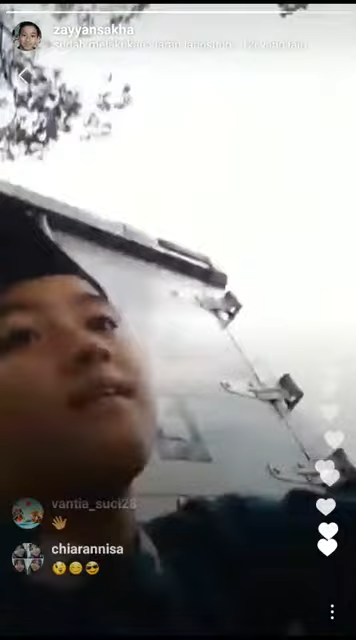 zayyansakha
vantia_suci28
👋
chiarannisa
😉😊😎